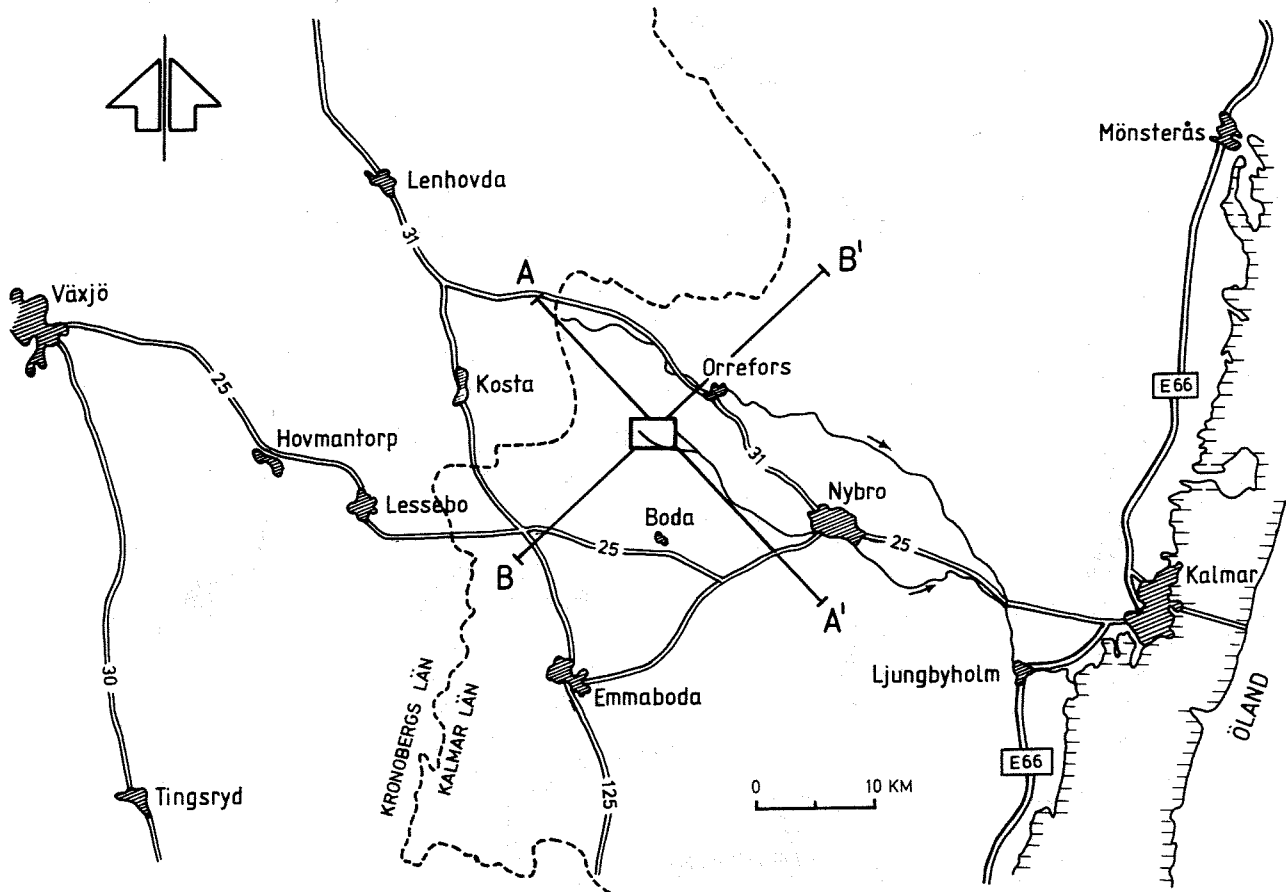 Mönsterås
Lenhovda
31
A
B'
Växjö
E66
Kosta
Orrefors
25
Hovmantorp
31
Lessebo
Nybro
Boda
25
25
B
Kalmar
A'
30
Ljungbyholm
Emmaboda
KRONOBERGS LÄN
KALMAR LÄN
ÖLAND
E66
0 10 KM
Tingsryd
125